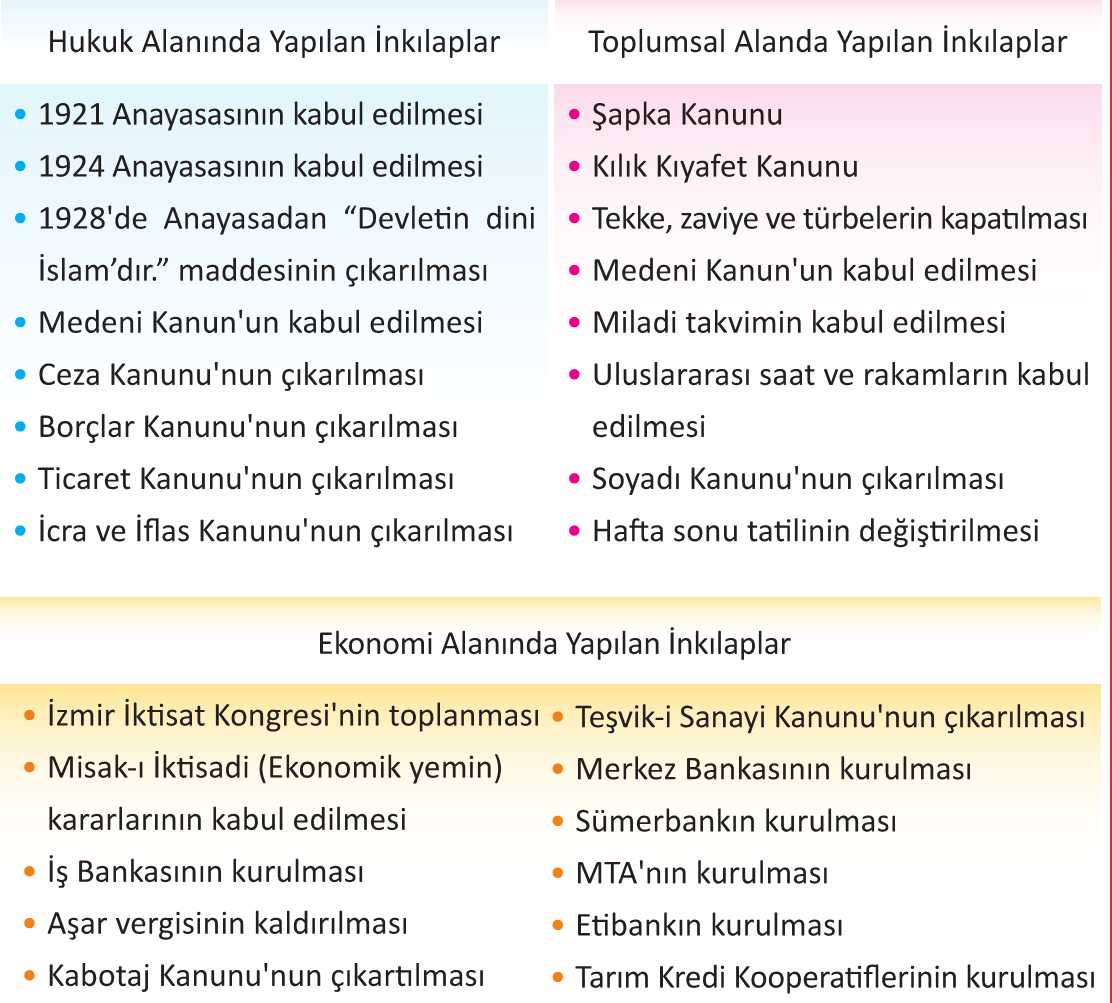 Hukuk Alanında Yapılan İnkılaplar
• 1921 Anayasasının kabul edilmesi
• 1924 Anayasasının kabul edilmesi
• 1928'de Anayasadan “Devletin dini
İslam’dır.” maddesinin çıkarılması
• Medeni Kanun'un kabul edilmesi
• Ceza Kanunu'nun çıkarılması
• Borçlar Kanunu'nun çıkarılması
• Ticaret Kanunu'nun çıkarılması
• İcra ve İflas Kanunu'nun çıkarılması
Toplumsal Alanda Yapılan İnkılaplar
• Şapka Kanunu
• Kılık Kıyafet Kanunu
• Tekke, zaviye ve türbelerin kapatılması
• Medeni Kanun'un kabul edilmesi
• Miladi takvimin kabul edilmesi
• Uluslararası saat ve rakamların kabul
edilmesi
• Soyadı Kanunu'nun çıkarılması
• Hafta sonu tatilinin değiştirilmesi
Ekonomi Alanında Yapılan İnkılaplar
• İzmir İktisat Kongresi'nin toplanması
• Misak-ı İktisadi (Ekonomik yemin)
kararlarının kabul edilmesi
• İş Bankasının kurulması
• Aşar vergisinin kaldırılması
• Kabotaj Kanunu'nun çıkartılması
• Teşvik-i Sanayi Kanunu'nun çıkarılması
• Merkez Bankasının kurulması
• Sümerbankın kurulması
• MTA'nın kurulması
• Etibankın kurulması
• Tarım Kredi Kooperatiflerinin kurulması